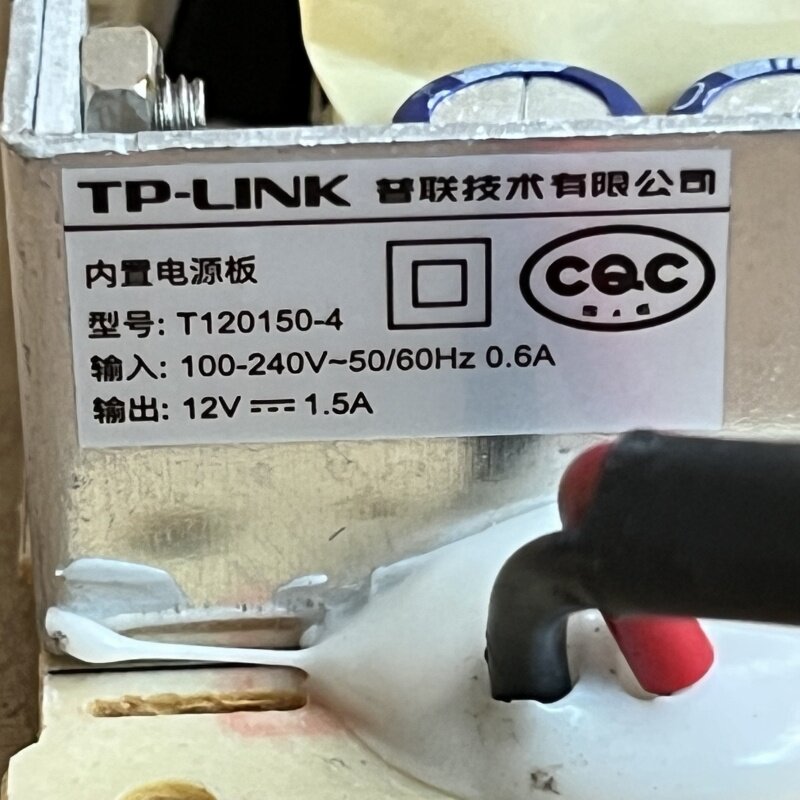 TP-LINK 普联技术有限公司
内置电源板
CQC
型号: T120150-4
输入: 100-240V~50/60Hz 0.6A
输出: 12V⎓1.5A